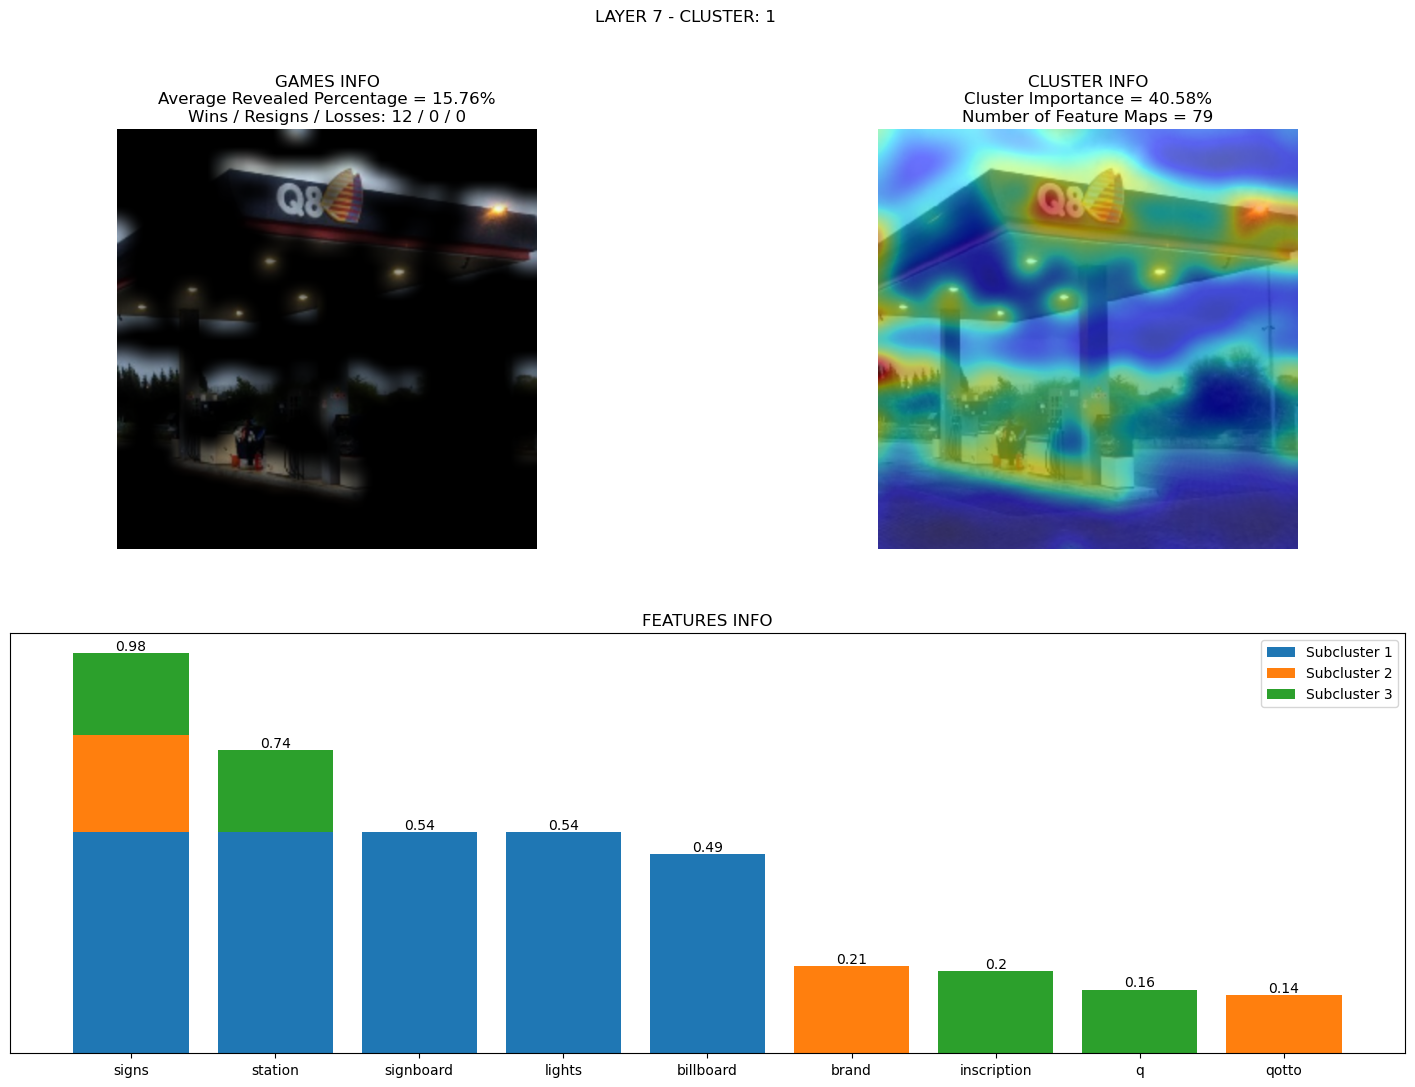 LAYER 7 - CLUSTER: 1
GAMES INFO
Average Revealed Percentage = 15.76%
Wins / Resigns / Losses: 12 / 0 / 0
CLUSTER INFO
Cluster Importance = 40.58%
Number of Feature Maps = 79
Q8
Q8
FEATURES INFO
Subcluster 1
Subcluster 2
Subcluster 3
0.98
0.74
0.54
0.54
0.49
0.21
0.2
0.16
0.14
signs
station
signboard
lights
billboard
brand
inscription
q
qotto